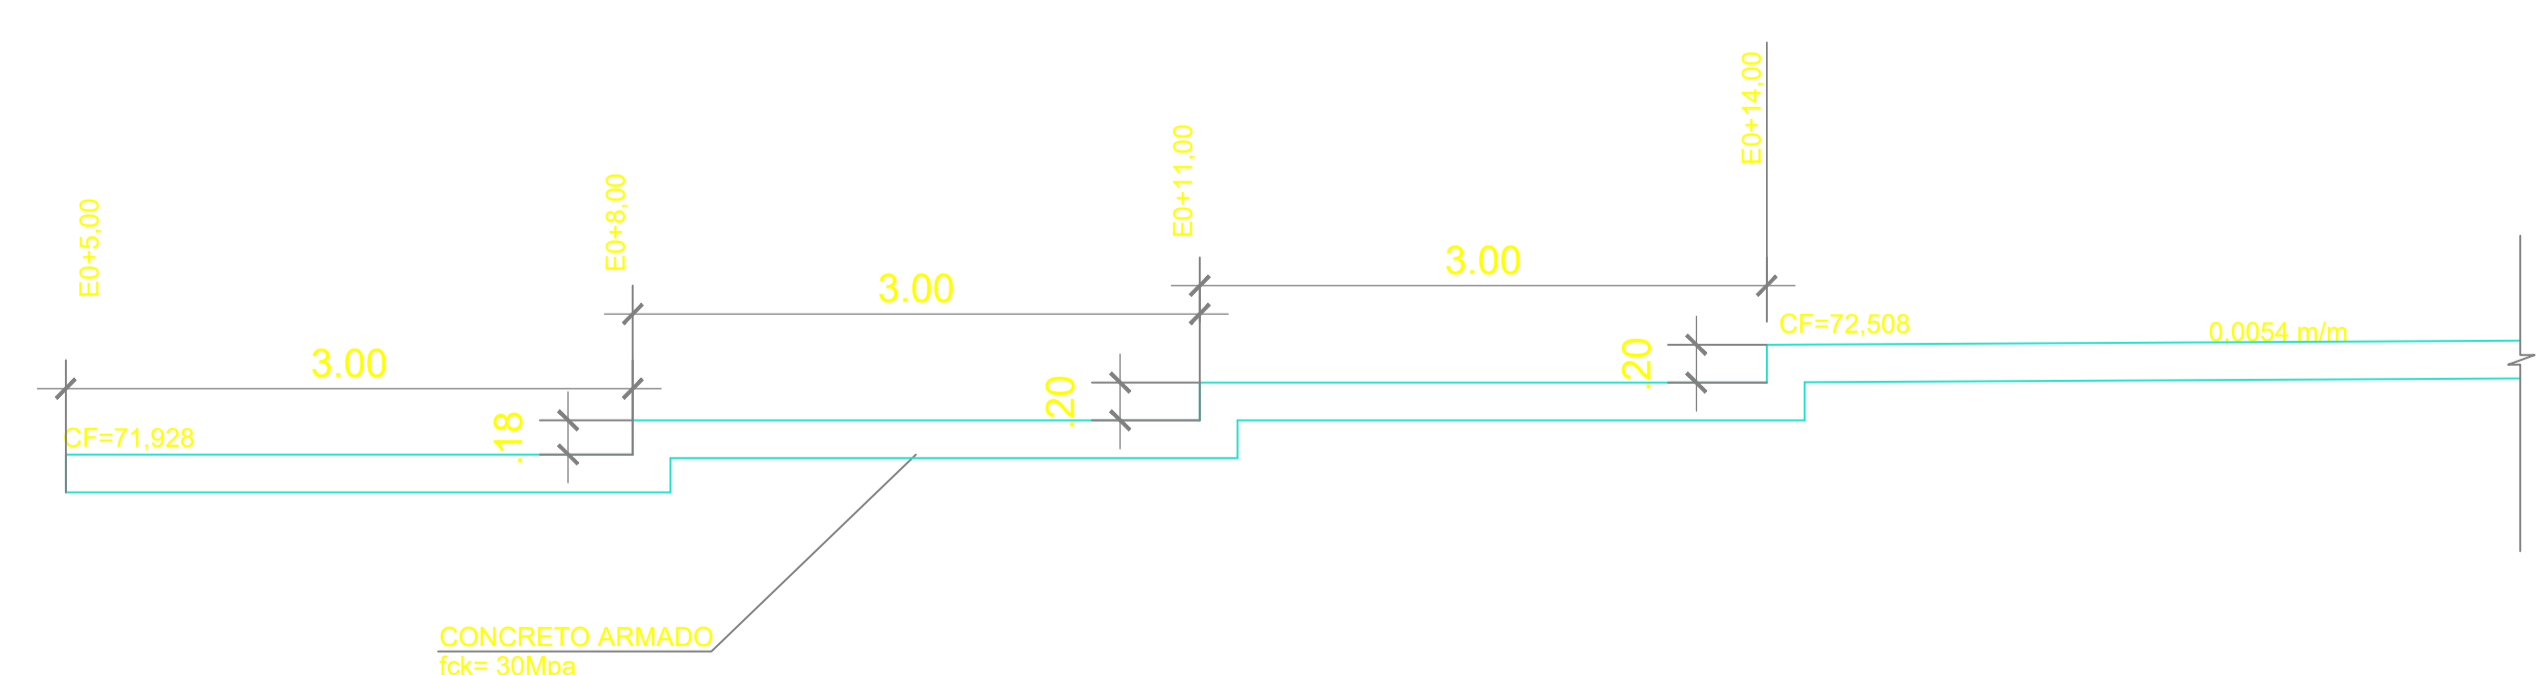 E0+5,00
E0+8,00
E0+11,00
E0+14,00
3.00
3.00
3.00
CF=71,928
.18
.20
.20
CF=72,508
0,0054 m/m
CONCRETO ARMADO
fck= 30Mpa